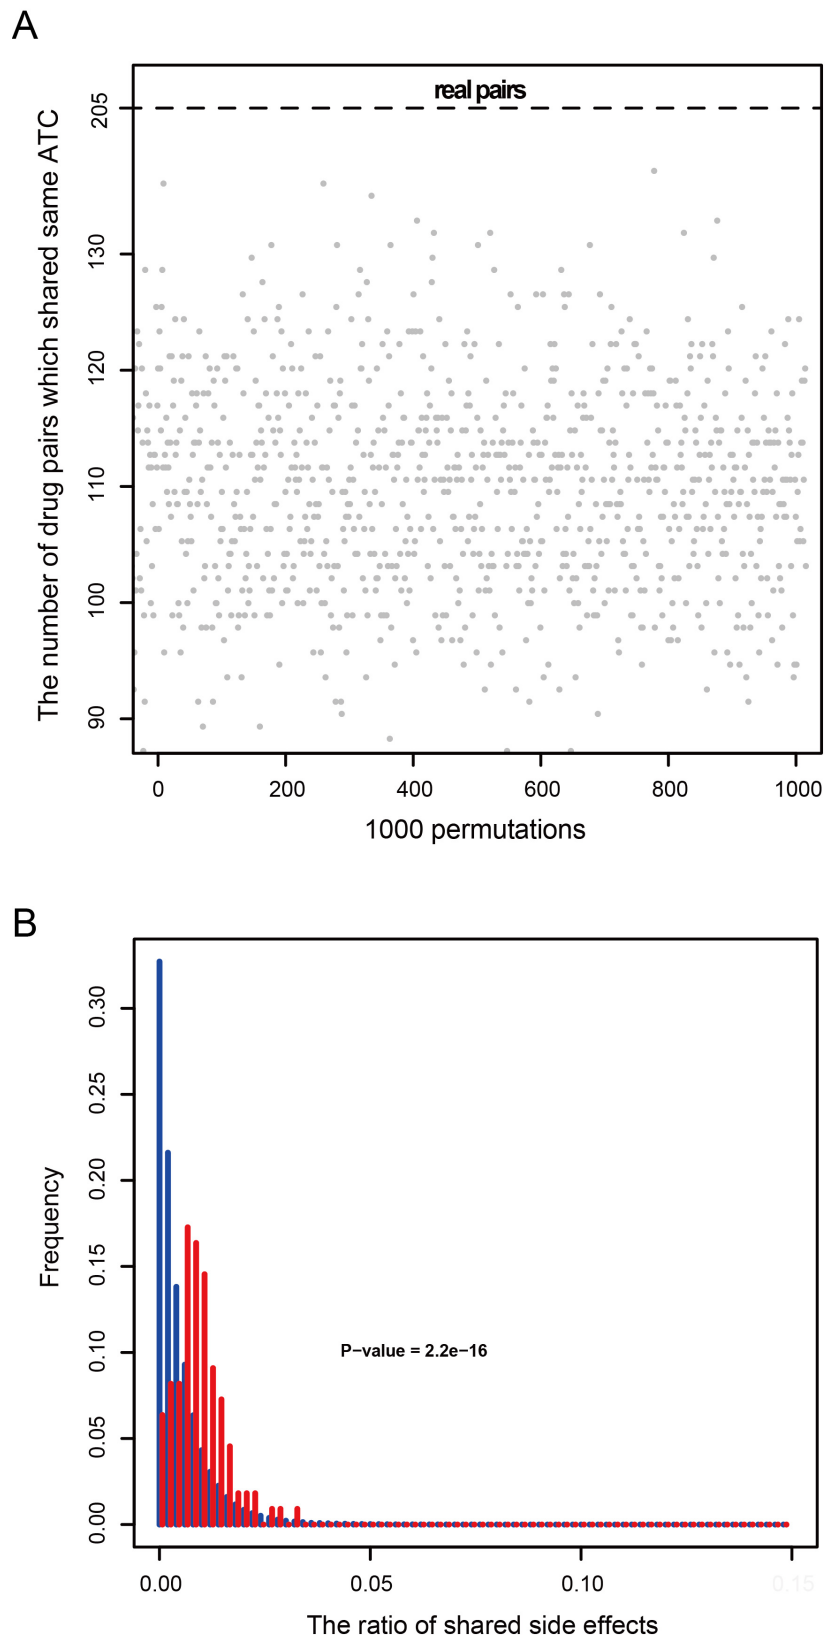 A
real pairs
The number of drug pairs which shared same ATC
205
130
120
110
100
90
0 200 400 600 800 1000
1000 permutations
B
Frequency
0.30
0.25
0.20
0.15
0.10
0.05
0.00
P−value = 2.2e−16
0.00 0.05 0.10 0.15
The ratio of shared side effects